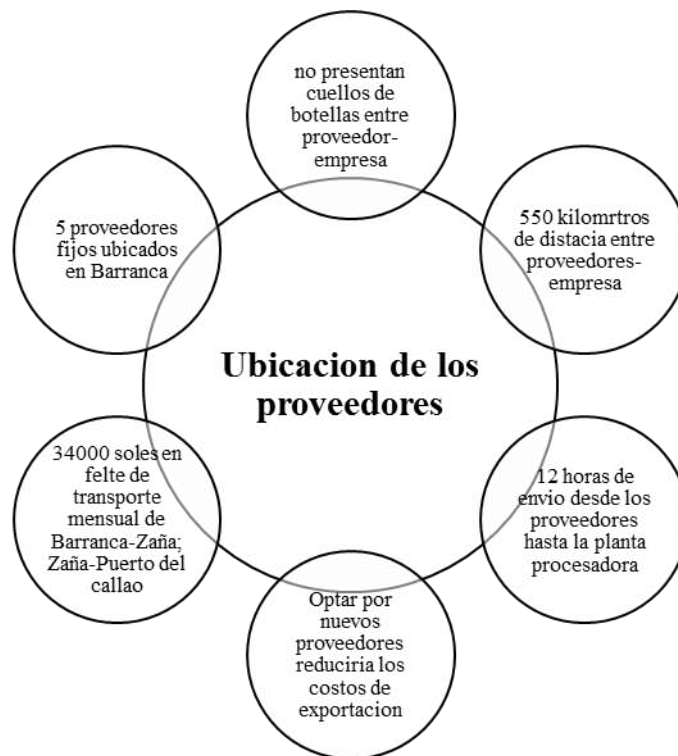 no presentan
cuellos de
botellas entre
proveedor-
empresa
550 kilomrtros
de distacia entre
proveedores-
empresa
12 horas de
envio desde los
proveedores
hasta la planta
procesadora
Optar por
nuevos
proveedores
reduciria los
costos de
exportacion
34000 soles en
felte de
transporte
mensual de
Barranca-Zaña;
Zaña-Puerto del
callao
5 proveedores
fijos ubicados
en Barranca
Ubicacion de los
proveedores